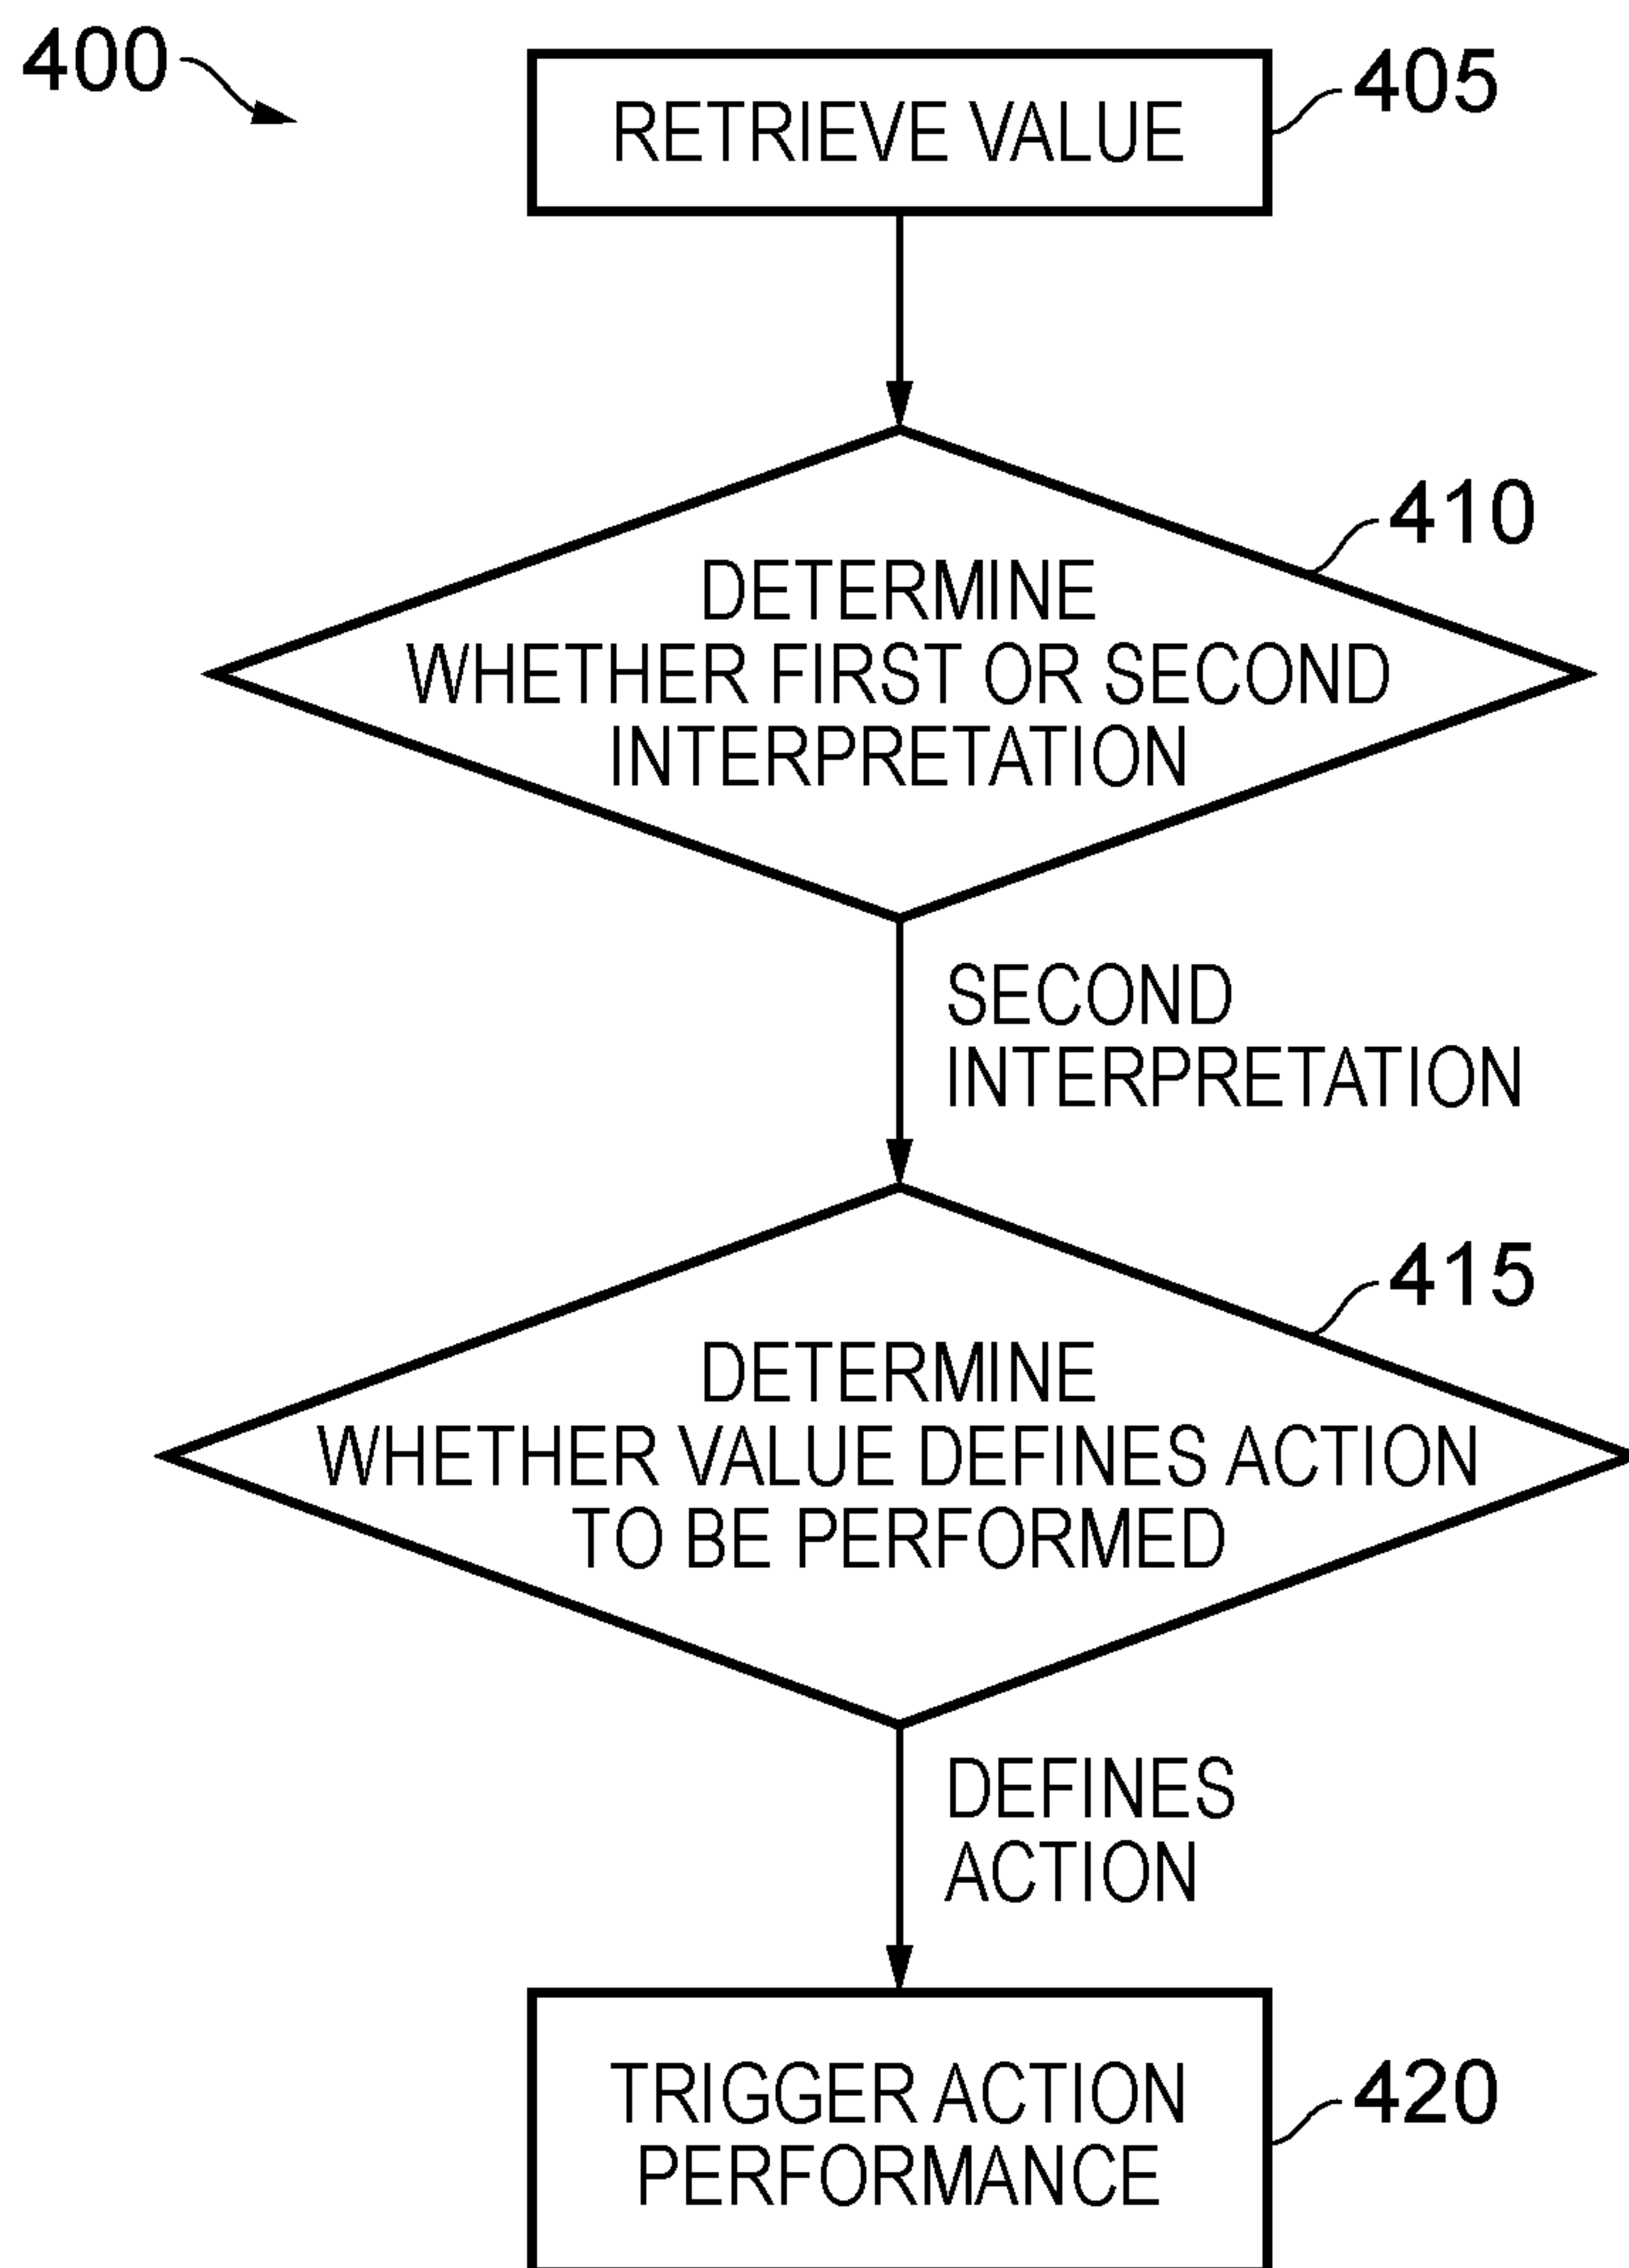 400
RETRIEVE VALUE
405
410
DETERMINE
WHETHER FIRST OR SECOND
INTERPRETATION
SECOND
INTERPRETATION
415
DETERMINE
WHETHER VALUE DEFINES ACTION
TO BE PERFORMED
DEFINES
ACTION
TRIGGER ACTION
PERFORMANCE
420